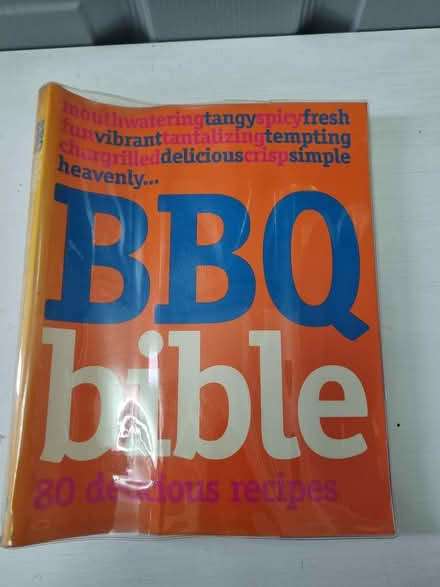 mouthwateringtangyspicyfresh
funvibranttantalizingtempting
chargrilleddeliciouscrispsimple
heavenly...
BBQ
bible
80 delicious recipes